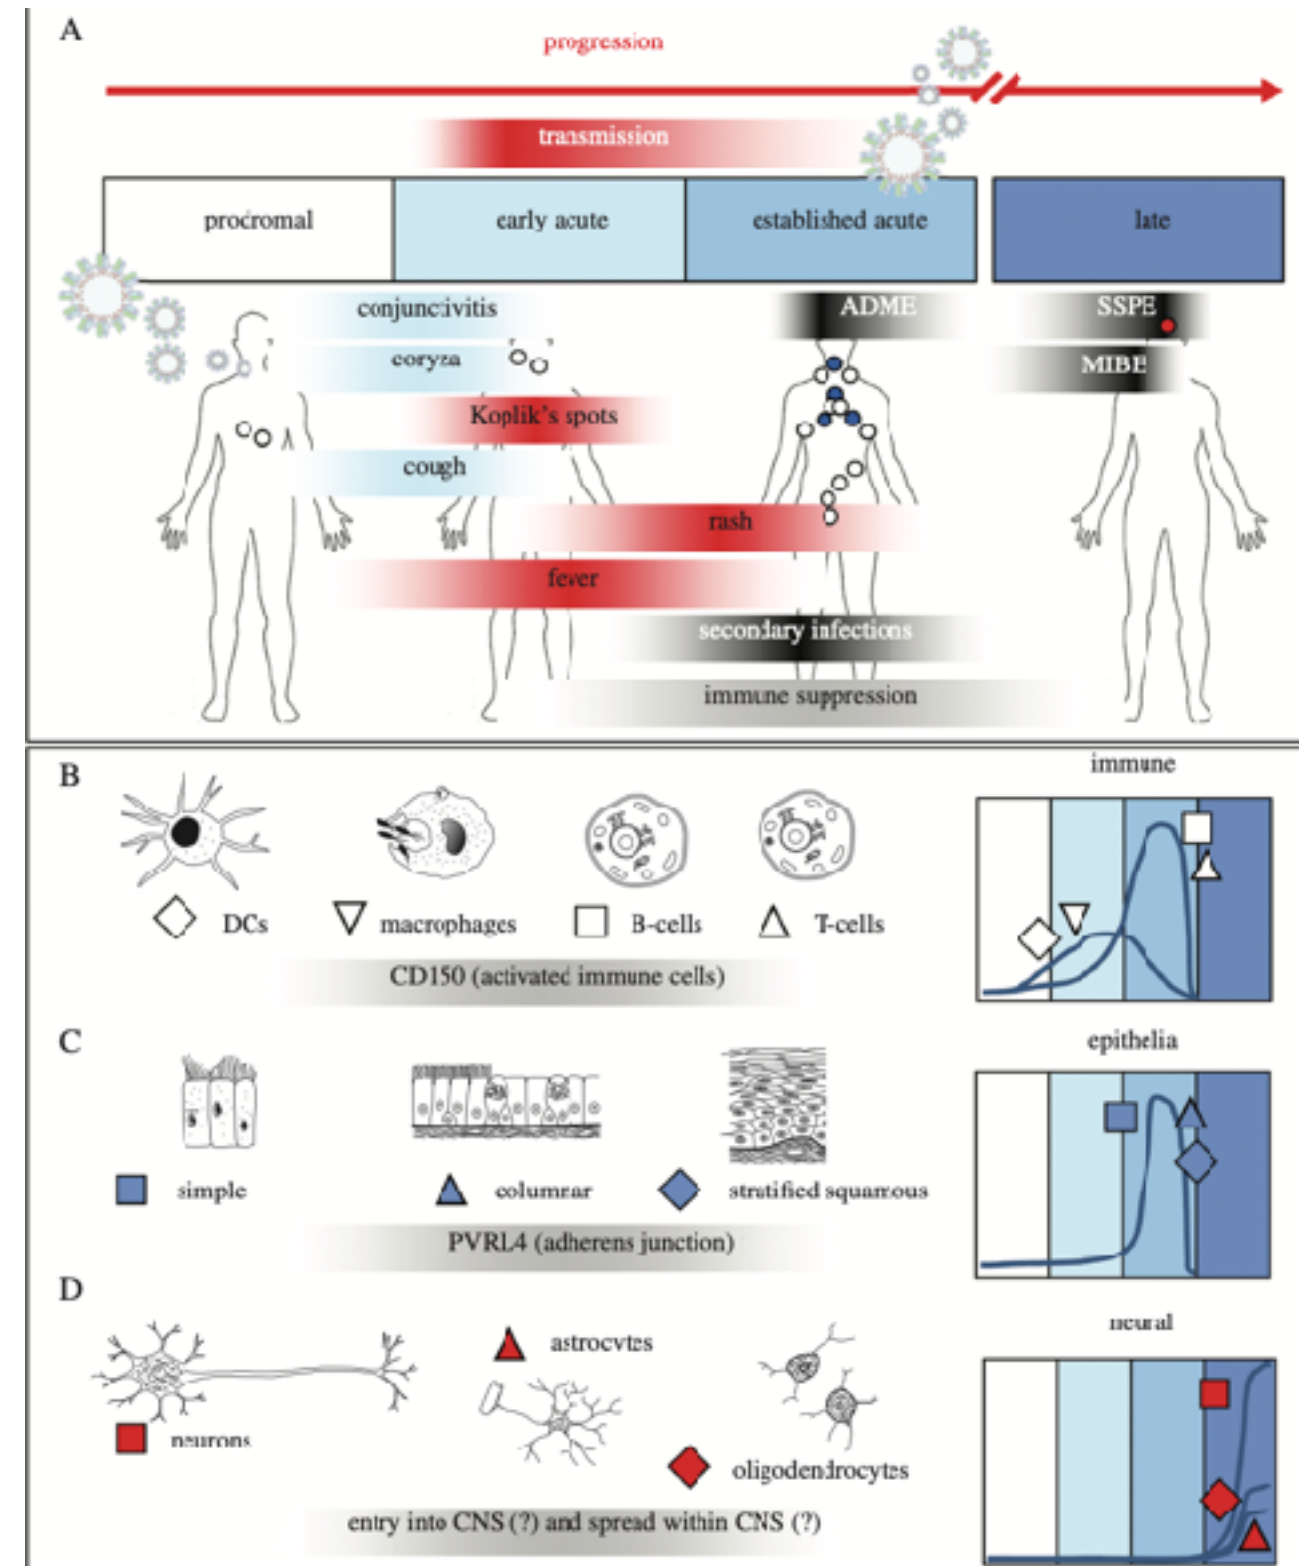 A
progression
transmission
prodromal
early acute
established acute
late
conjunctivitis
ADME
SSPE
coryza
MIBE
Koplik's spots
cough
rash
fever
secondary infections
immune suppression
B
immune
DCs
macrophages
B-cells
T-cells
CD150 (activated immune cells)
C
epithelia
simple
columnar
stratified squamous
PVRL4 (adherens junction)
D
neural
astrocytes
neurons
oligodendrocytes
entry into CNS (?) and spread within CNS (?)